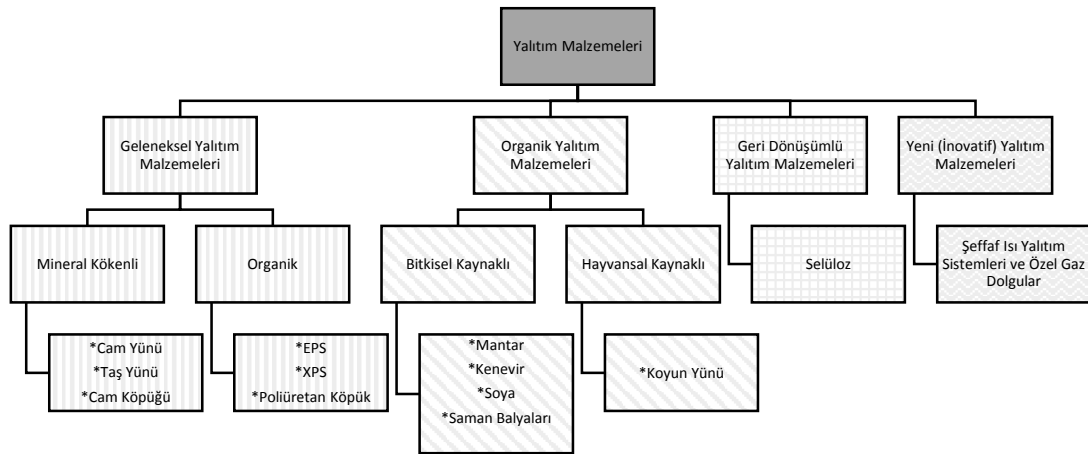 Yalıtım Malzemeleri
Geleneksel Yalıtım
Malzemeleri
Organik Yalıtım
Malzemeleri
Geri Dönüşümlü
Yalıtım Malzemeleri
Yeni (İnovatif) Yalıtım
Malzemeleri
Mineral Kökenli
Organik
Bitkisel Kaynaklı
Hayvansal Kaynaklı
Selüloz
Şeffaf Isı Yalıtım
Sistemleri ve Özel Gaz
Dolgular
*Cam Yünü
*Taş Yünü
*Cam Köpüğü
*EPS
*XPS
*Poliüretan Köpük
*Mantar
*Kenevir
*Soya
*Saman Balyaları
*Koyun Yünü